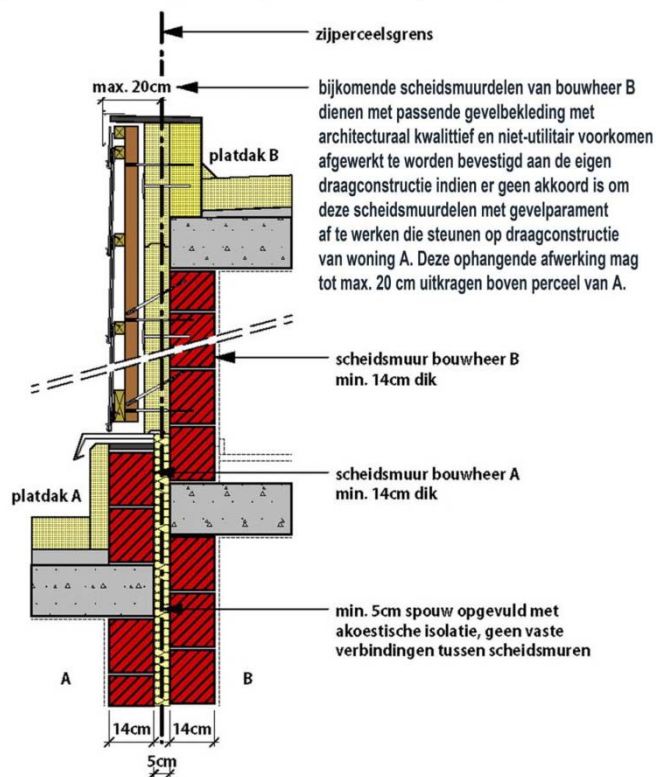 zijperceelsgrens
max. 20cm
bijkomende scheidsmuurdelen van bouwheer B
dienen met passende gevelbekleding met
architecturaal kwalittief en niet-utilitair voorkomen
afgewerkt te worden bevestigd aan de eigen
draagconstructie indien er geen akkoord is om
deze scheidsmuurdelen met gevelparament
af te werken die steunen op draagconstructie
van woning A. Deze ophangende afwerking mag
tot max. 20 cm uitkragen boven perceel van A.
platdak B
scheidsmuur bouwheer B
min. 14cm dik
scheidsmuur bouwheer A
min. 14cm dik
platdak A
min. 5cm spouw opgevuld met
akoestische isolatie, geen vaste
verbindingen tussen scheidsmuren
A
B
14cm
14cm
5cm